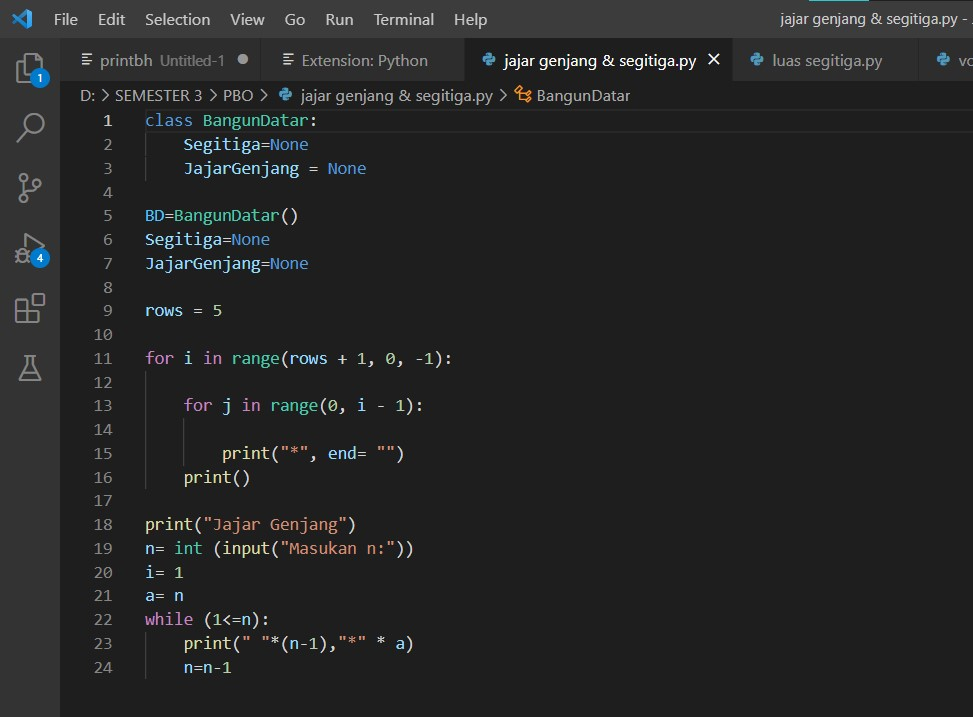 File Edit Selection View Go Run Terminal Help jajar genjang & segitiga.py -
printbh Untitled-1 Extension: Python jajar genjang & segitiga.py luas segitiga.py vo
D: > SEMESTER 3 > PBO > jajar genjang & segitiga.py > BangunDatar
1 class BangunDatar:
2     Segitiga=None
3     JajarGenjang = None
4
5 BD=BangunDatar()
6 Segitiga=None
7 JajarGenjang=None
8
9 rows = 5
10
11 for i in range(rows + 1, 0, -1):
12
13     for j in range(0, i - 1):
14
15         print("*", end= "")
16     print()
17
18 print("Jajar Genjang")
19 n= int (input("Masukan n:"))
20 i= 1
21 a= n
22 while (1<=n):
23     print(" "*(n-1),"*" * a)
24     n=n-1
1
4